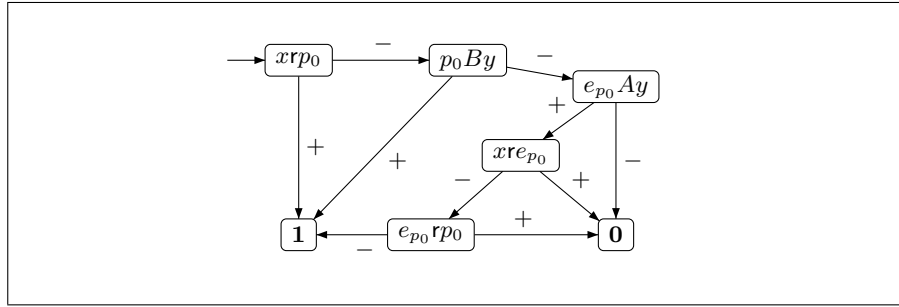 xrp₀ − p₀By −
e_{p₀}Ay
+
+ + xre_{p₀} −
− +
1 − e_{p₀}rp₀ + 0